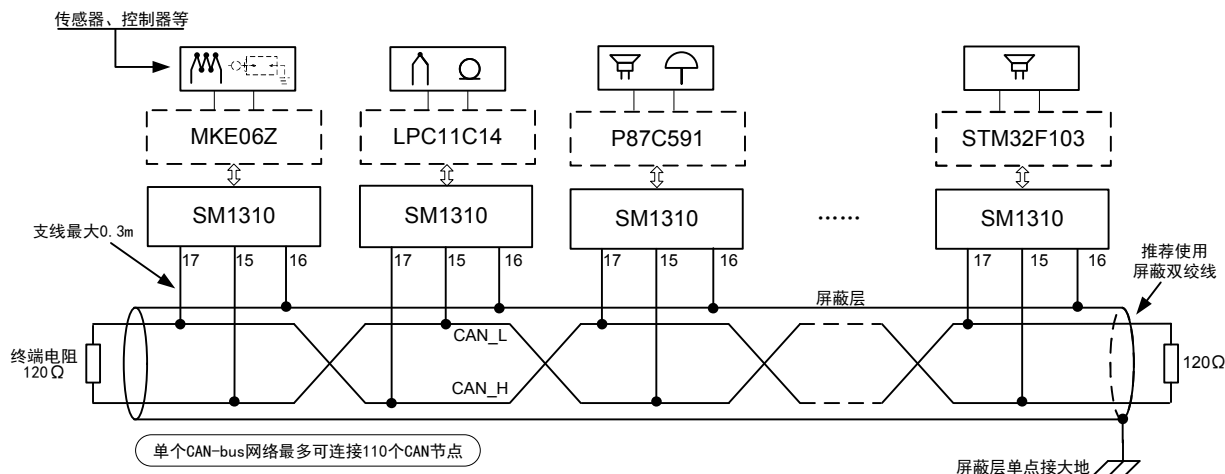 传感器、控制器等
MKE06Z
LPC11C14
P87C591
STM32F103
SM1310
SM1310
SM1310
……
SM1310
支线最大0.3m
17 15 16
17 15 16
17 15 16
17 15 16
推荐使用
屏蔽双绞线
屏蔽层
CAN_L
终端电阻
120Ω
CAN_H
120Ω
单个CAN-bus网络最多可连接110个CAN节点
屏蔽层单点接大地